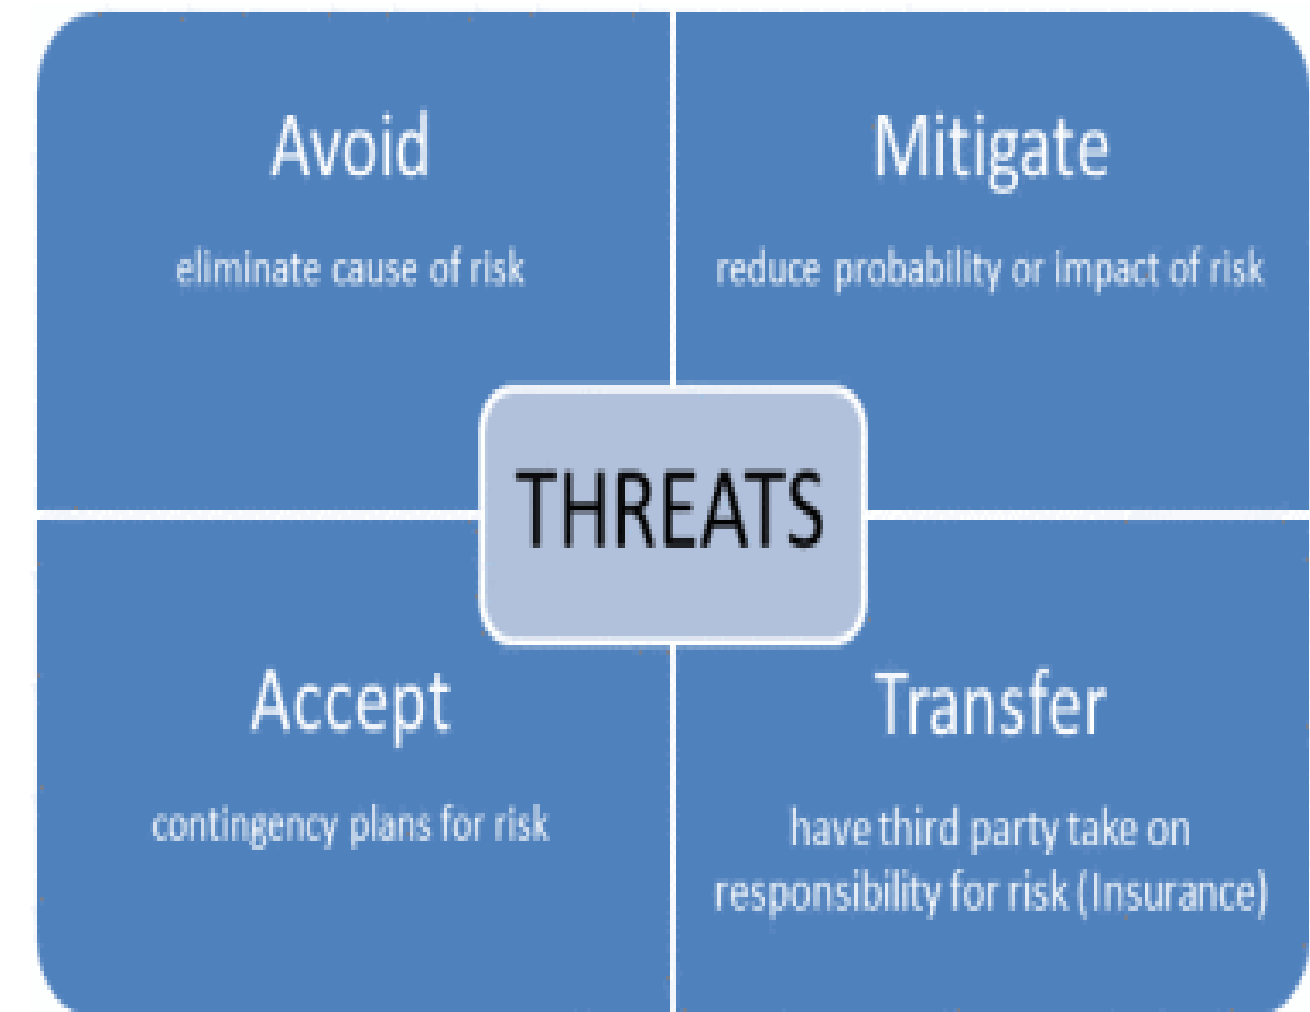 Avoid
eliminate cause of risk
Mitigate
reduce probability or impact of risk
THREATS
Accept
contingency plans for risk
Transfer
have third party take on
responsibility for risk (Insurance)